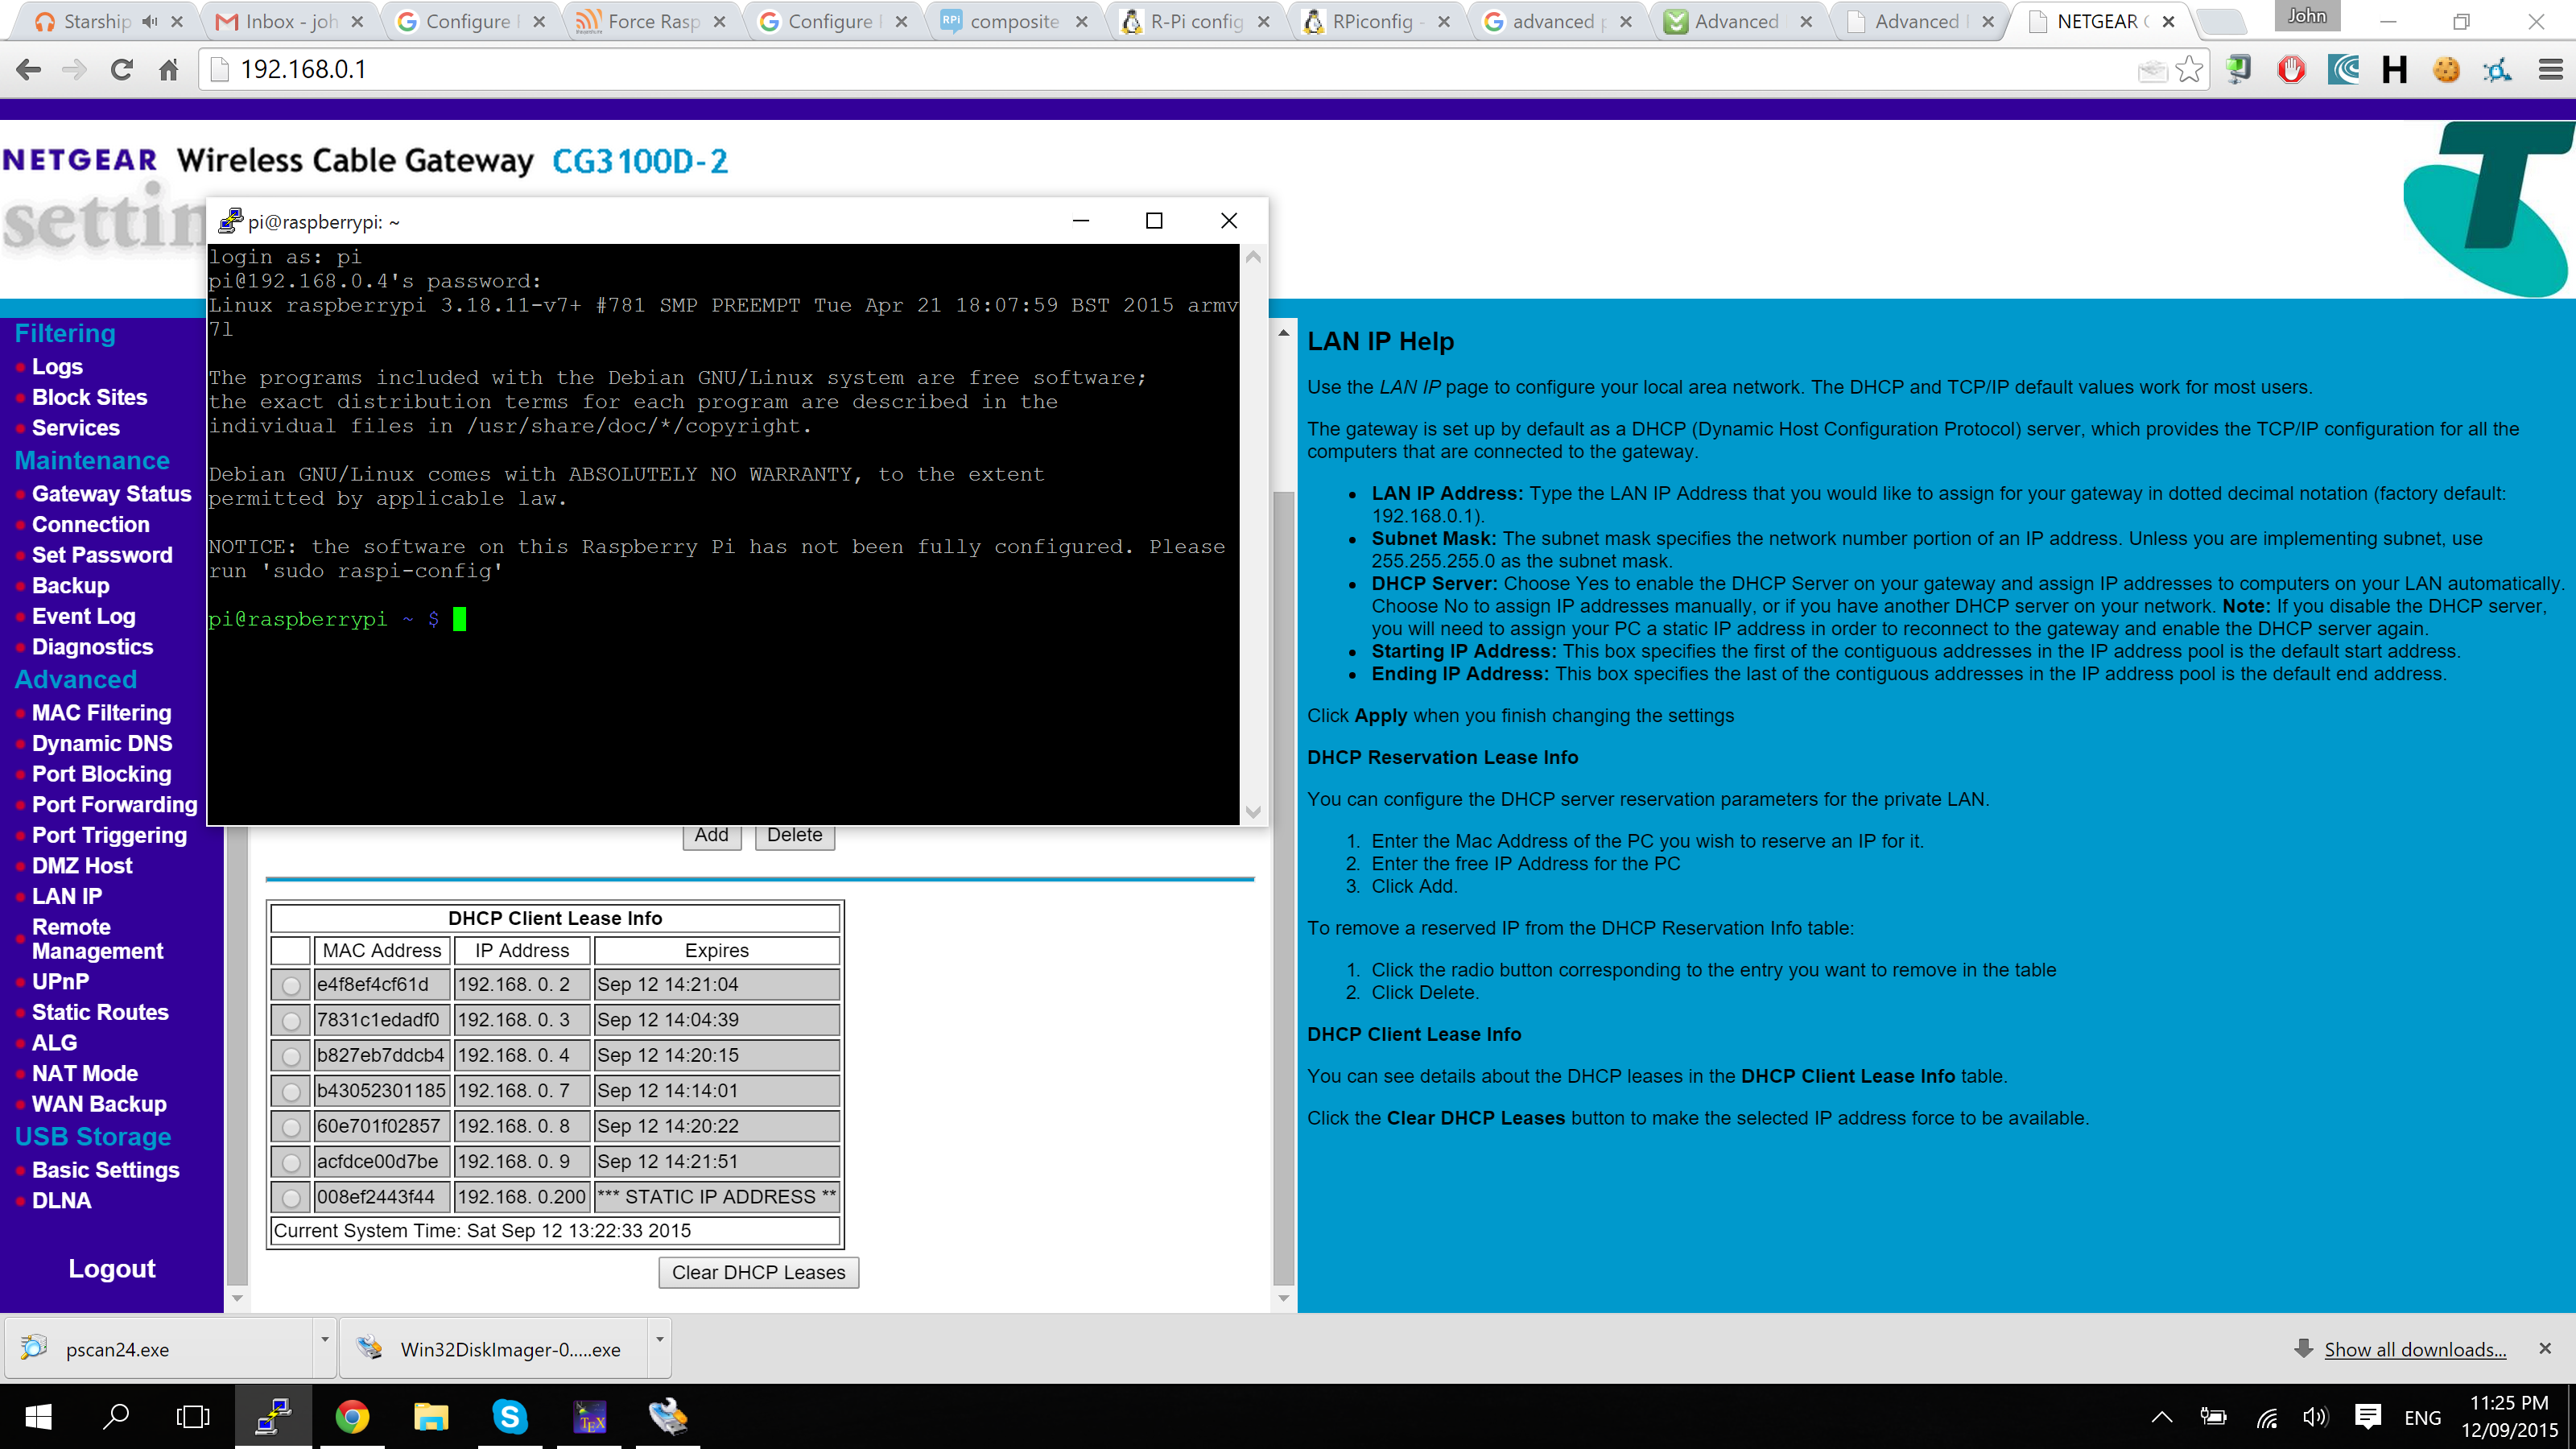 Starship
Inbox - joh
Configure
Force Rasp
Configure
RPi composite
R-Pi config
RPiconfig -
advanced p
Advanced
Advanced
NETGEAR
John
192.168.0.1
NETGEAR Wireless Cable Gateway CG3100D-2
settin
T
pi@raspberrypi: ~
login as: pi
pi@192.168.0.4's password:
Linux raspberrypi 3.18.11-v7+ #781 SMP PREEMPT Tue Apr 21 18:07:59 BST 2015 armv
7l
The programs included with the Debian GNU/Linux system are free software;
the exact distribution terms for each program are described in the
individual files in /usr/share/doc/*/copyright.
Debian GNU/Linux comes with ABSOLUTELY NO WARRANTY, to the extent
permitted by applicable law.
NOTICE: the software on this Raspberry Pi has not been fully configured. Please
run 'sudo raspi-config'
pi@raspberrypi ~ $
Filtering
Logs
Block Sites
Services
Maintenance
Gateway Status
Connection
Set Password
Backup
Event Log
Diagnostics
Advanced
MAC Filtering
Dynamic DNS
Port Blocking
Port Forwarding
Port Triggering
DMZ Host
LAN IP
Remote
Management
UPnP
Static Routes
ALG
NAT Mode
WAN Backup
USB Storage
Basic Settings
DLNA
Logout
Add Delete
DHCP Client Lease Info
MAC Address IP Address Expires
e4f8ef4cf61d 192.168. 0. 2 Sep 12 14:21:04
7831c1edadf0 192.168. 0. 3 Sep 12 14:04:39
b827eb7ddcb4 192.168. 0. 4 Sep 12 14:20:15
b43052301185 192.168. 0. 7 Sep 12 14:14:01
60e701f02857 192.168. 0. 8 Sep 12 14:20:22
acfdce00d7be 192.168. 0. 9 Sep 12 14:21:51
008ef2443f44 192.168. 0.200 *** STATIC IP ADDRESS **
Current System Time: Sat Sep 12 13:22:33 2015
Clear DHCP Leases
LAN IP Help
Use the LAN IP page to configure your local area network. The DHCP and TCP/IP default values work for most users.
The gateway is set up by default as a DHCP (Dynamic Host Configuration Protocol) server, which provides the TCP/IP configuration for all the
computers that are connected to the gateway.
• LAN IP Address: Type the LAN IP Address that you would like to assign for your gateway in dotted decimal notation (factory default:
192.168.0.1).
• Subnet Mask: The subnet mask specifies the network number portion of an IP address. Unless you are implementing subnet, use
255.255.255.0 as the subnet mask.
• DHCP Server: Choose Yes to enable the DHCP Server on your gateway and assign IP addresses to computers on your LAN automatically.
Choose No to assign IP addresses manually, or if you have another DHCP server on your network. Note: If you disable the DHCP server,
you will need to assign your PC a static IP address in order to reconnect to the gateway and enable the DHCP server again.
• Starting IP Address: This box specifies the first of the contiguous addresses in the IP address pool is the default start address.
• Ending IP Address: This box specifies the last of the contiguous addresses in the IP address pool is the default end address.
Click Apply when you finish changing the settings
DHCP Reservation Lease Info
You can configure the DHCP server reservation parameters for the private LAN.
1. Enter the Mac Address of the PC you wish to reserve an IP for it.
2. Enter the free IP Address for the PC
3. Click Add.
To remove a reserved IP from the DHCP Reservation Info table:
1. Click the radio button corresponding to the entry you want to remove in the table
2. Click Delete.
DHCP Client Lease Info
You can see details about the DHCP leases in the DHCP Client Lease Info table.
Click the Clear DHCP Leases button to make the selected IP address force to be available.
pscan24.exe
Win32DiskImager-0.....exe
Show all downloads...
ENG
11:25 PM
12/09/2015